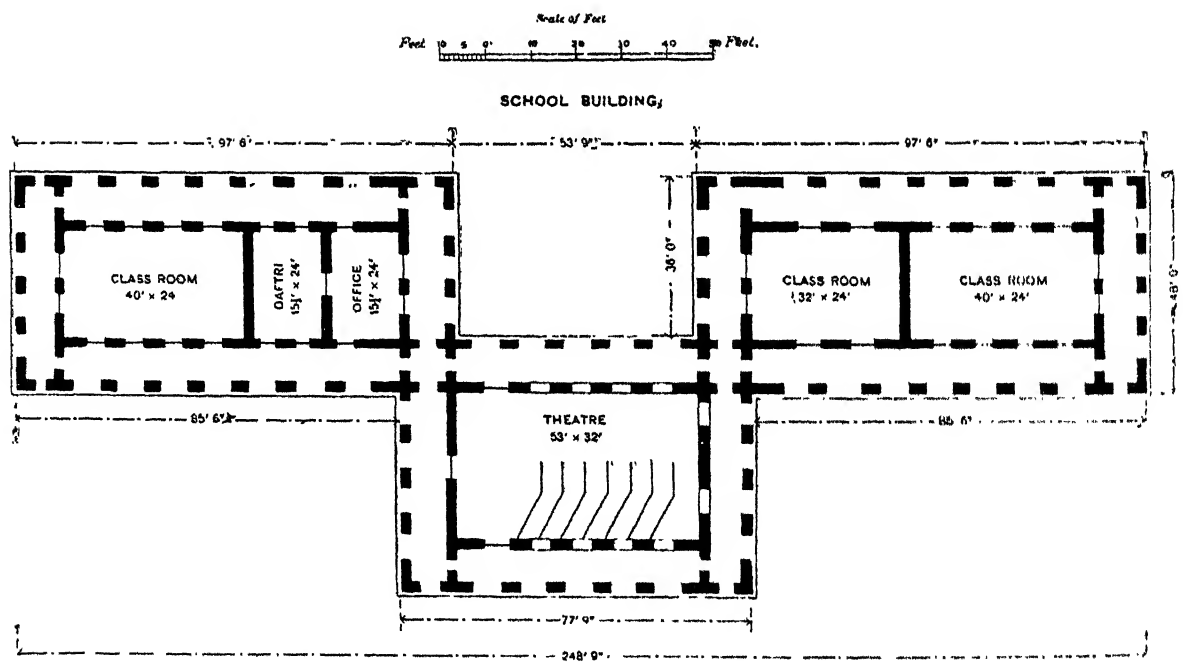 Scale of Feet
Feet 10 5 0 10 20 30 40 50 Feet.
SCHOOL BUILDING,
97' 6" 53' 9" 97' 6"
36' 0"
48' 0"
CLASS ROOM
40' x 24
DAFTRI
15½' x 24'
OFFICE
15½' x 24'
CLASS ROOM
32' x 24'
CLASS ROOM
40' x 24'
85' 6" 85' 6"
THEATRE
53' x 32'
77' 9"
248' 9"